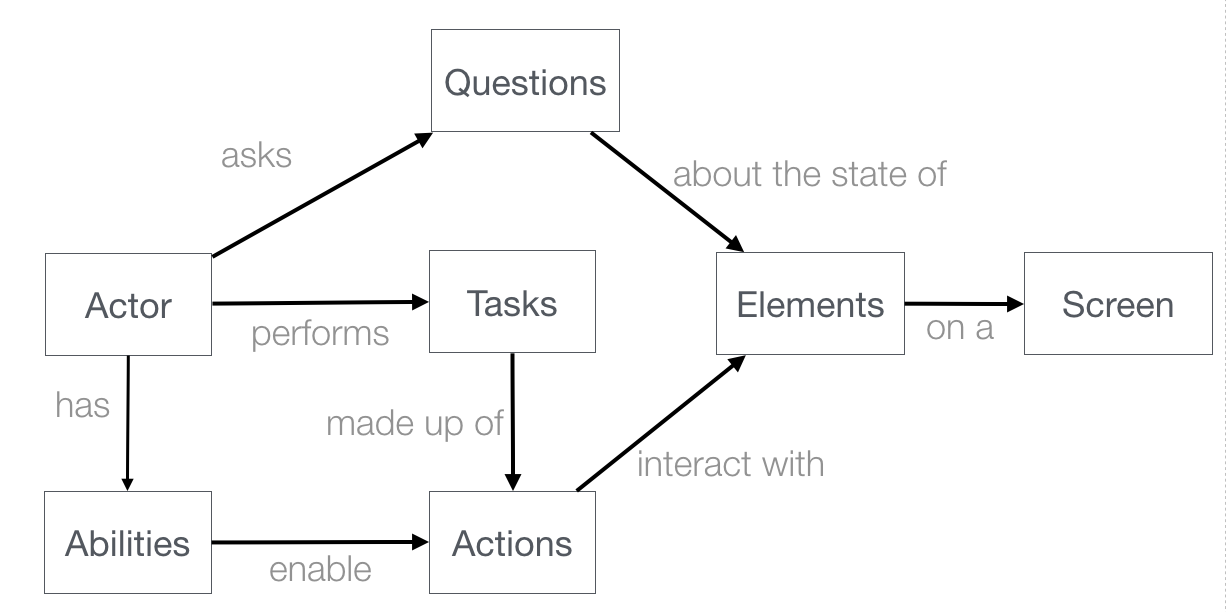 Questions
asks
about the state of
Actor
performs
Tasks
Elements
on a
Screen
has
made up of
interact with
Abilities
enable
Actions